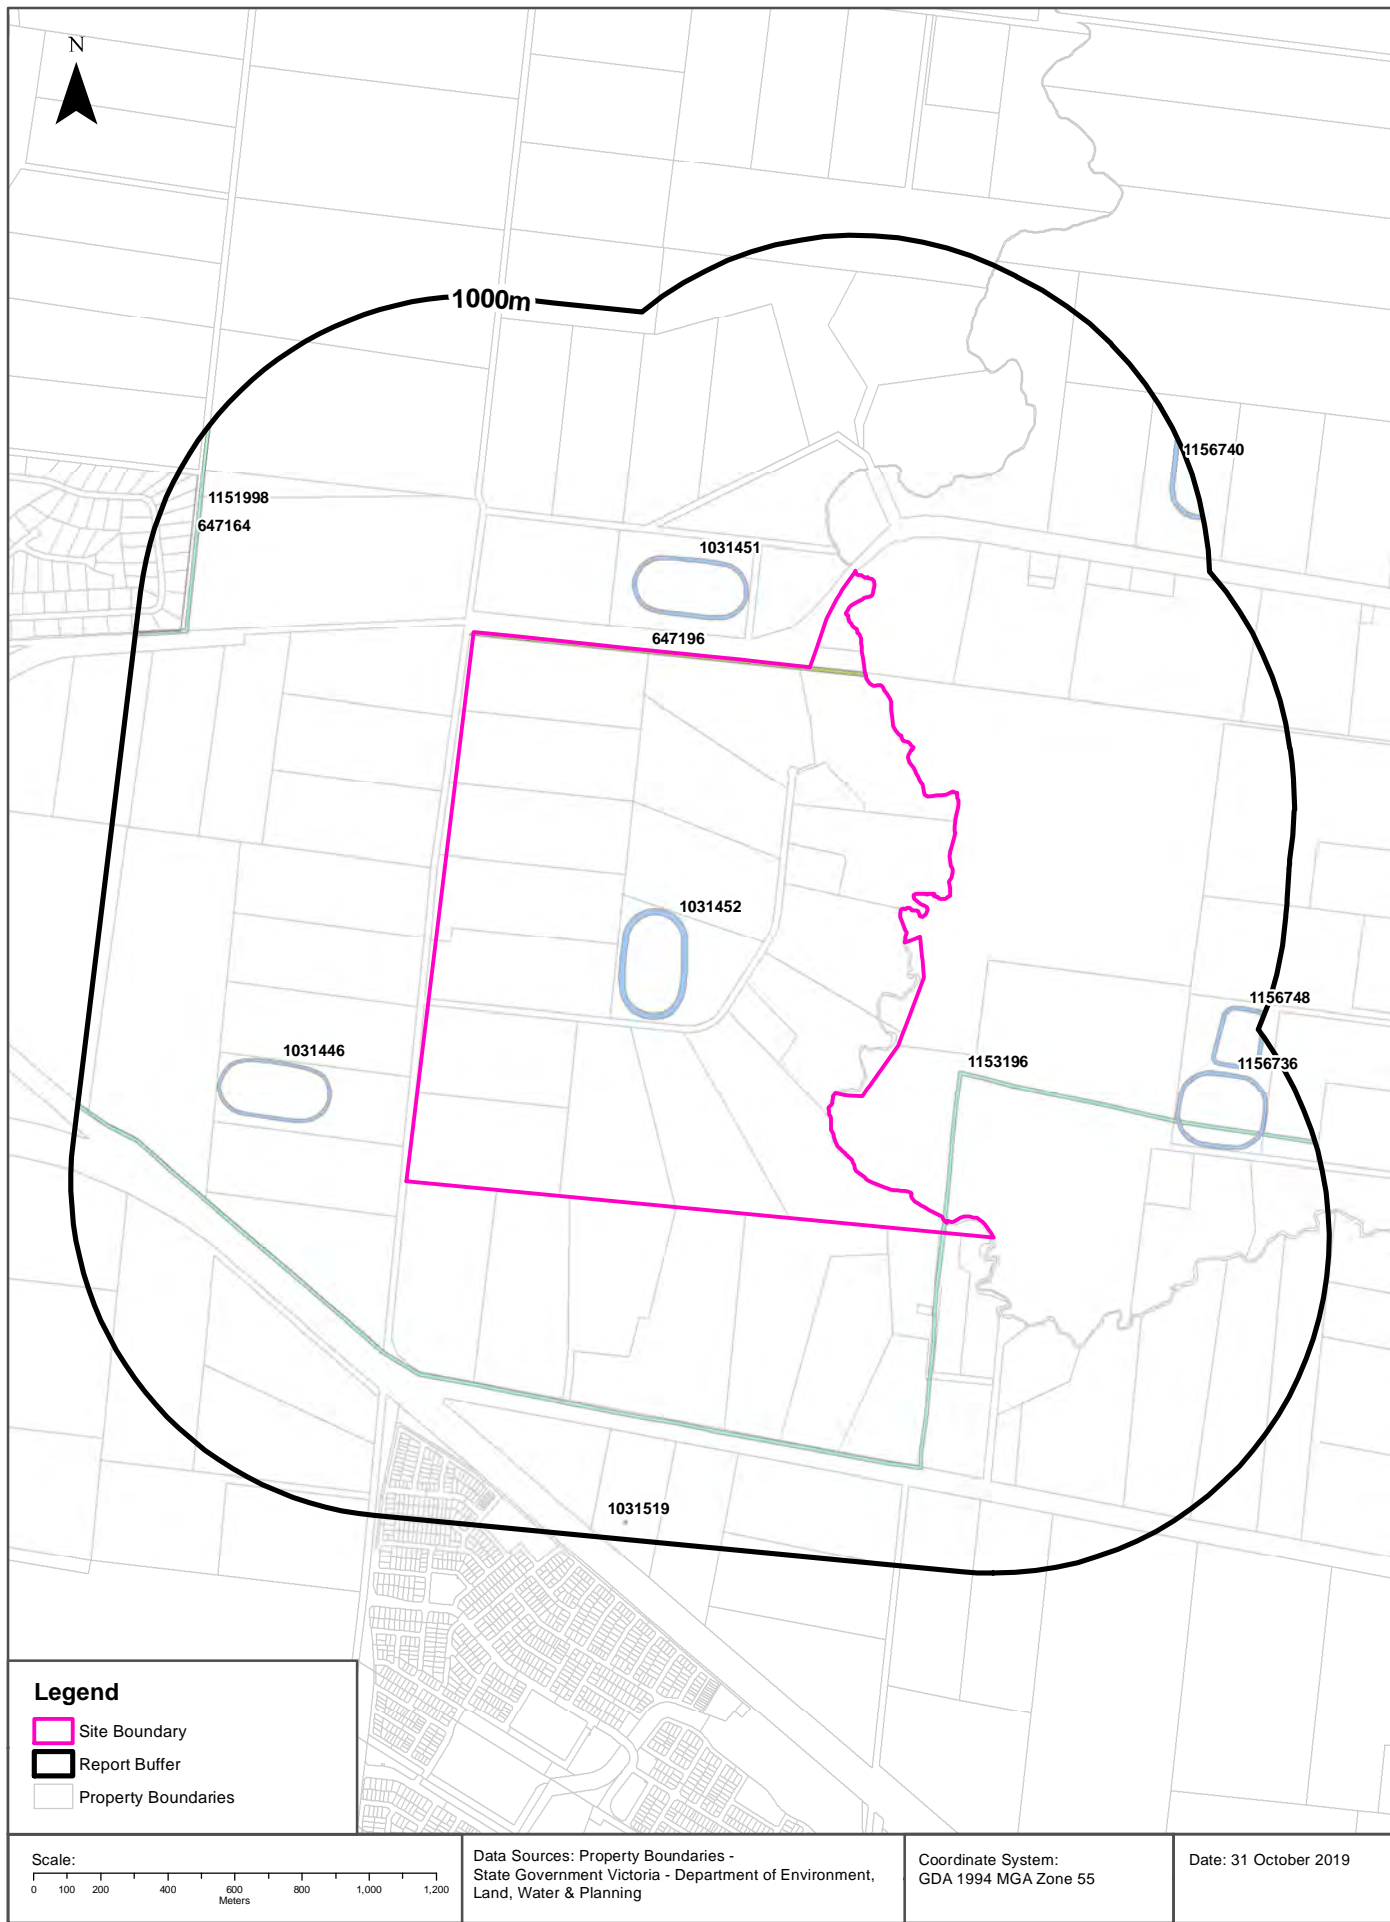 N
1000m
1156740
1151998
647164
1031451
647196
1031452
1156748
1031446
1153196
1156736
1031519
Legend
Site Boundary
Report Buffer
Property Boundaries
Scale:
0 100 200 400 600 800 1,000 1,200
Meters
Data Sources: Property Boundaries -
State Government Victoria - Department of Environment,
Land, Water & Planning
Coordinate System:
GDA 1994 MGA Zone 55
Date: 31 October 2019